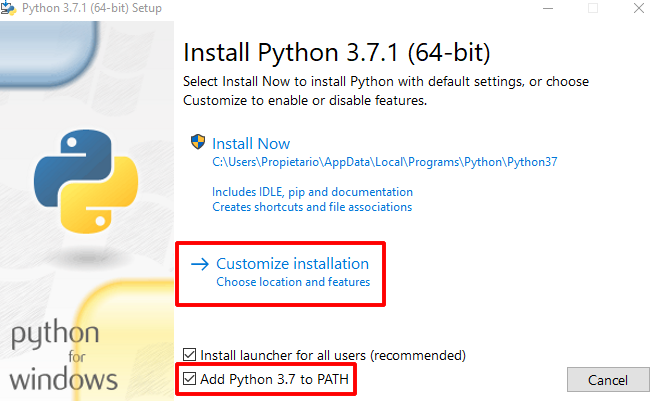 Python 3.7.1 (64-bit) Setup
Install Python 3.7.1 (64-bit)
Select Install Now to install Python with default settings, or choose
Customize to enable or disable features.
Install Now
C:\Users\Propietario\AppData\Local\Programs\Python\Python37
Includes IDLE, pip and documentation
Creates shortcuts and file associations
Customize installation
Choose location and features
python
for
windows
Install launcher for all users (recommended)
Add Python 3.7 to PATH
Cancel